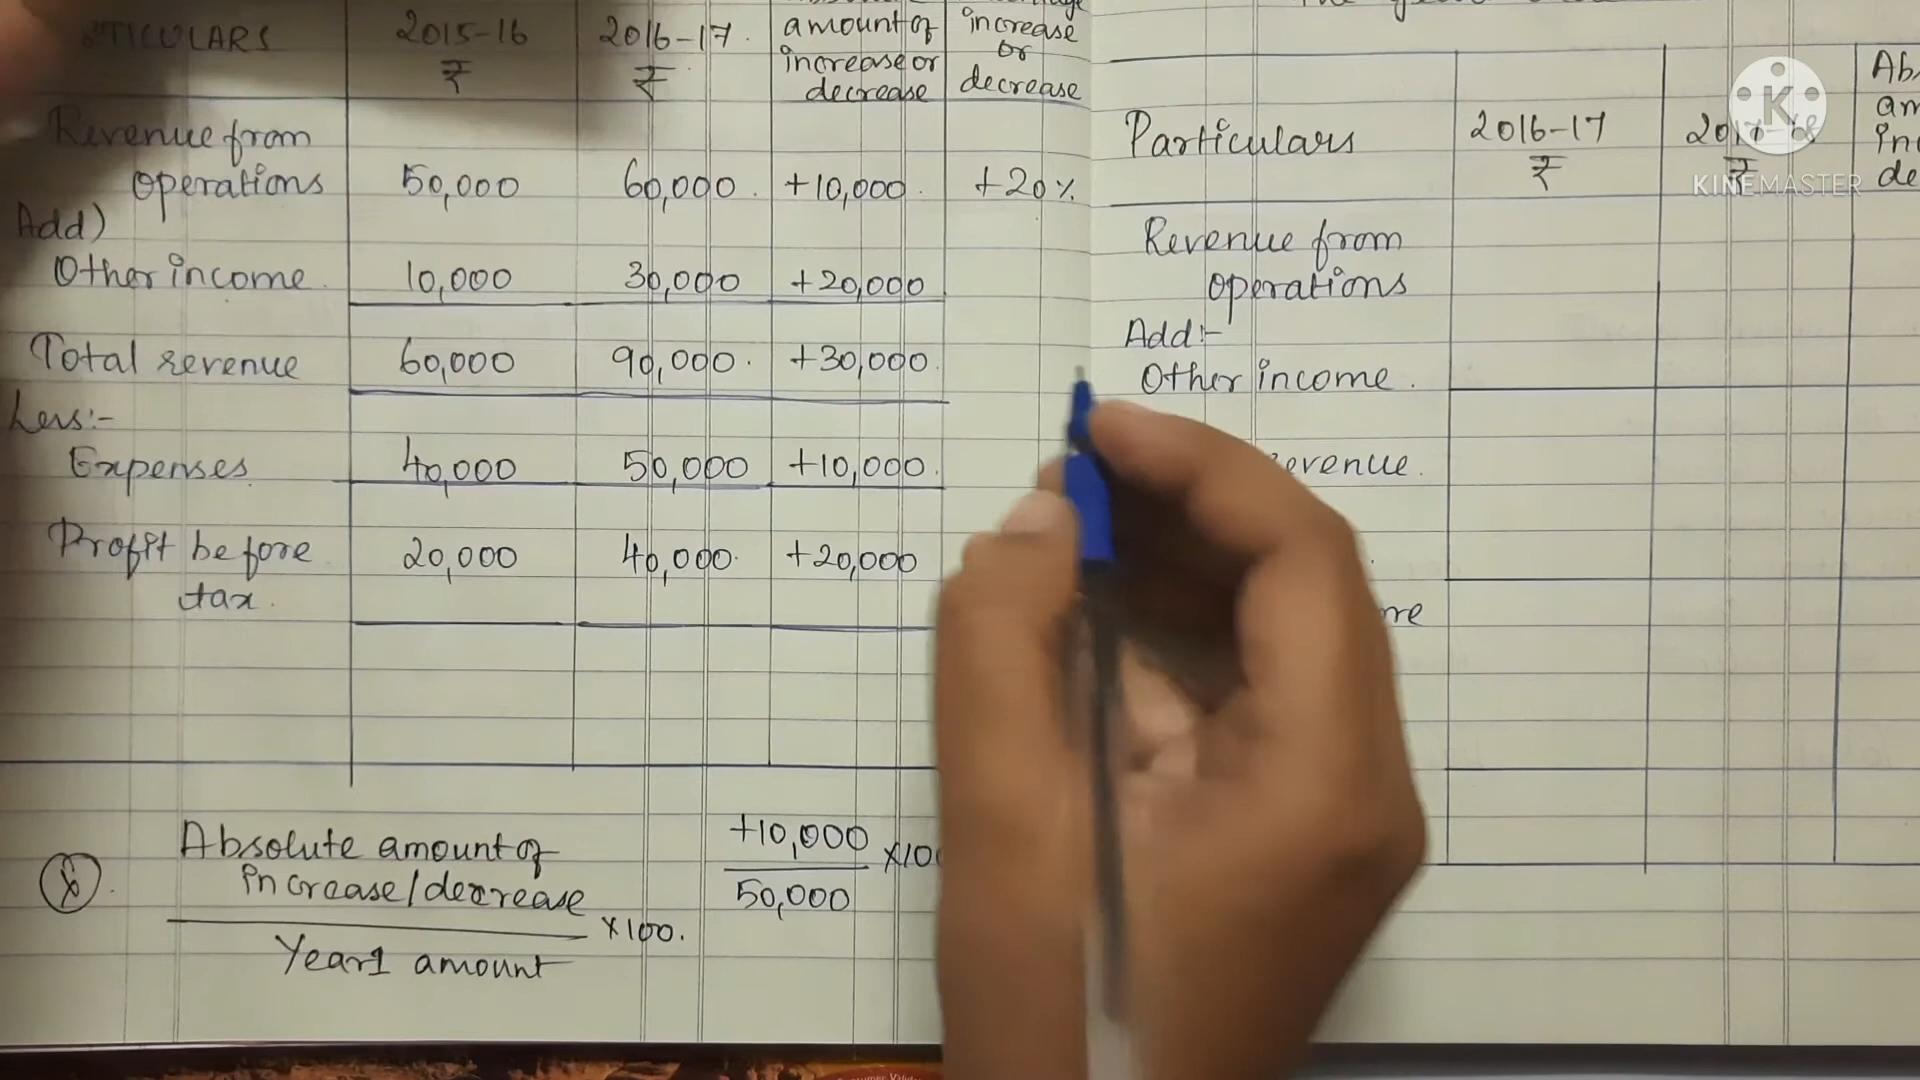 TICULARS 2015-16 2016-17. amount of increase
₹ ₹ increase or or
decrease decrease
Revenue from
operations 50,000 60,000. +10,000. +20%
Add)
Other income. 10,000 30,000 +20,000
Total revenue 60,000 90,000. +30,000.
Less:-
Expenses. 40,000 50,000 +10,000.
Profit before 20,000 40,000. +20,000
tax.
Absolute amount of
increase/decrease
×100.
Year1 amount
+10,000
×10
50,000
Particulars 2016-17
₹ ₹
Revenue from
operations
Add:-
Other income.
evenue.
K
KINEMASTER